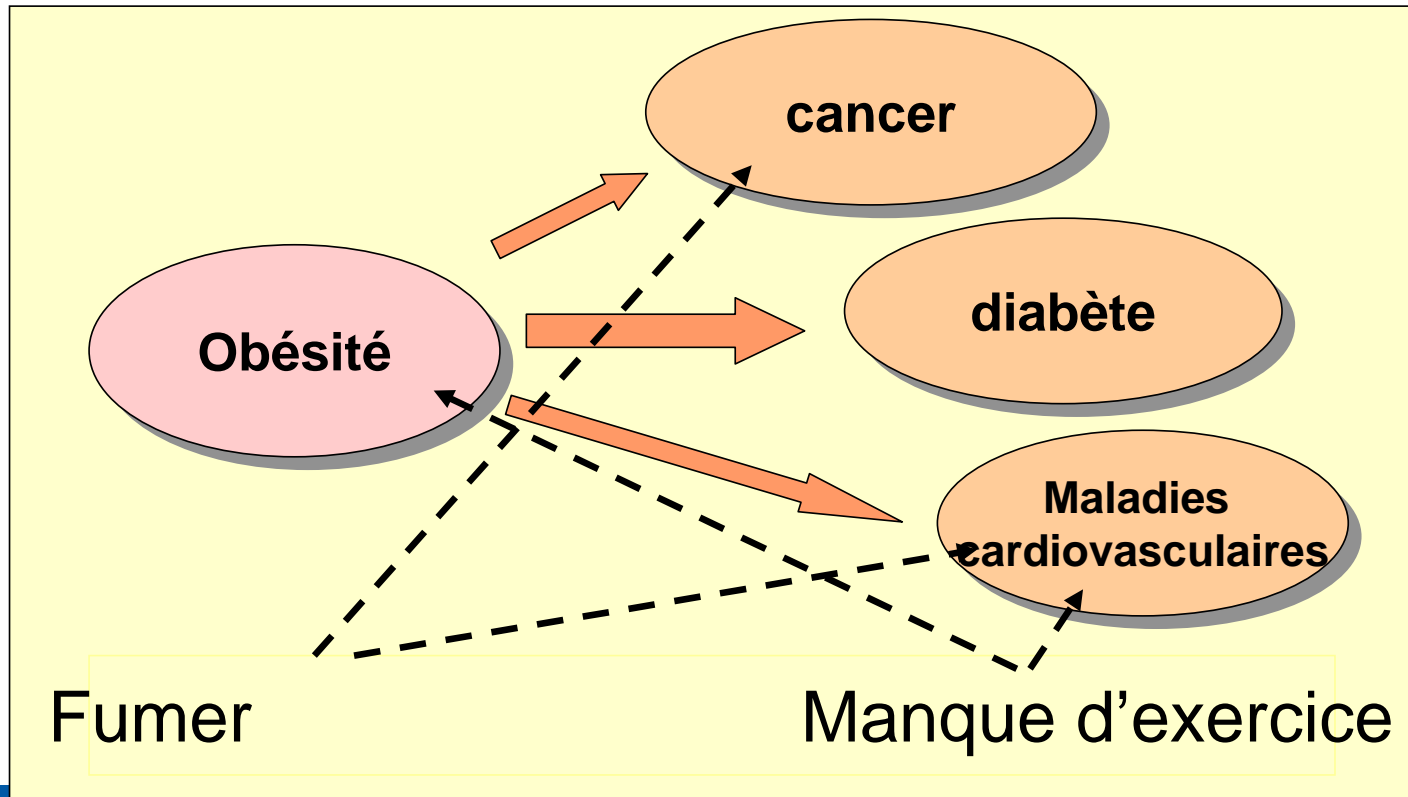 cancer
diabète
Obésité
Maladies
cardiovasculaires
Fumer
Manque d'exercice